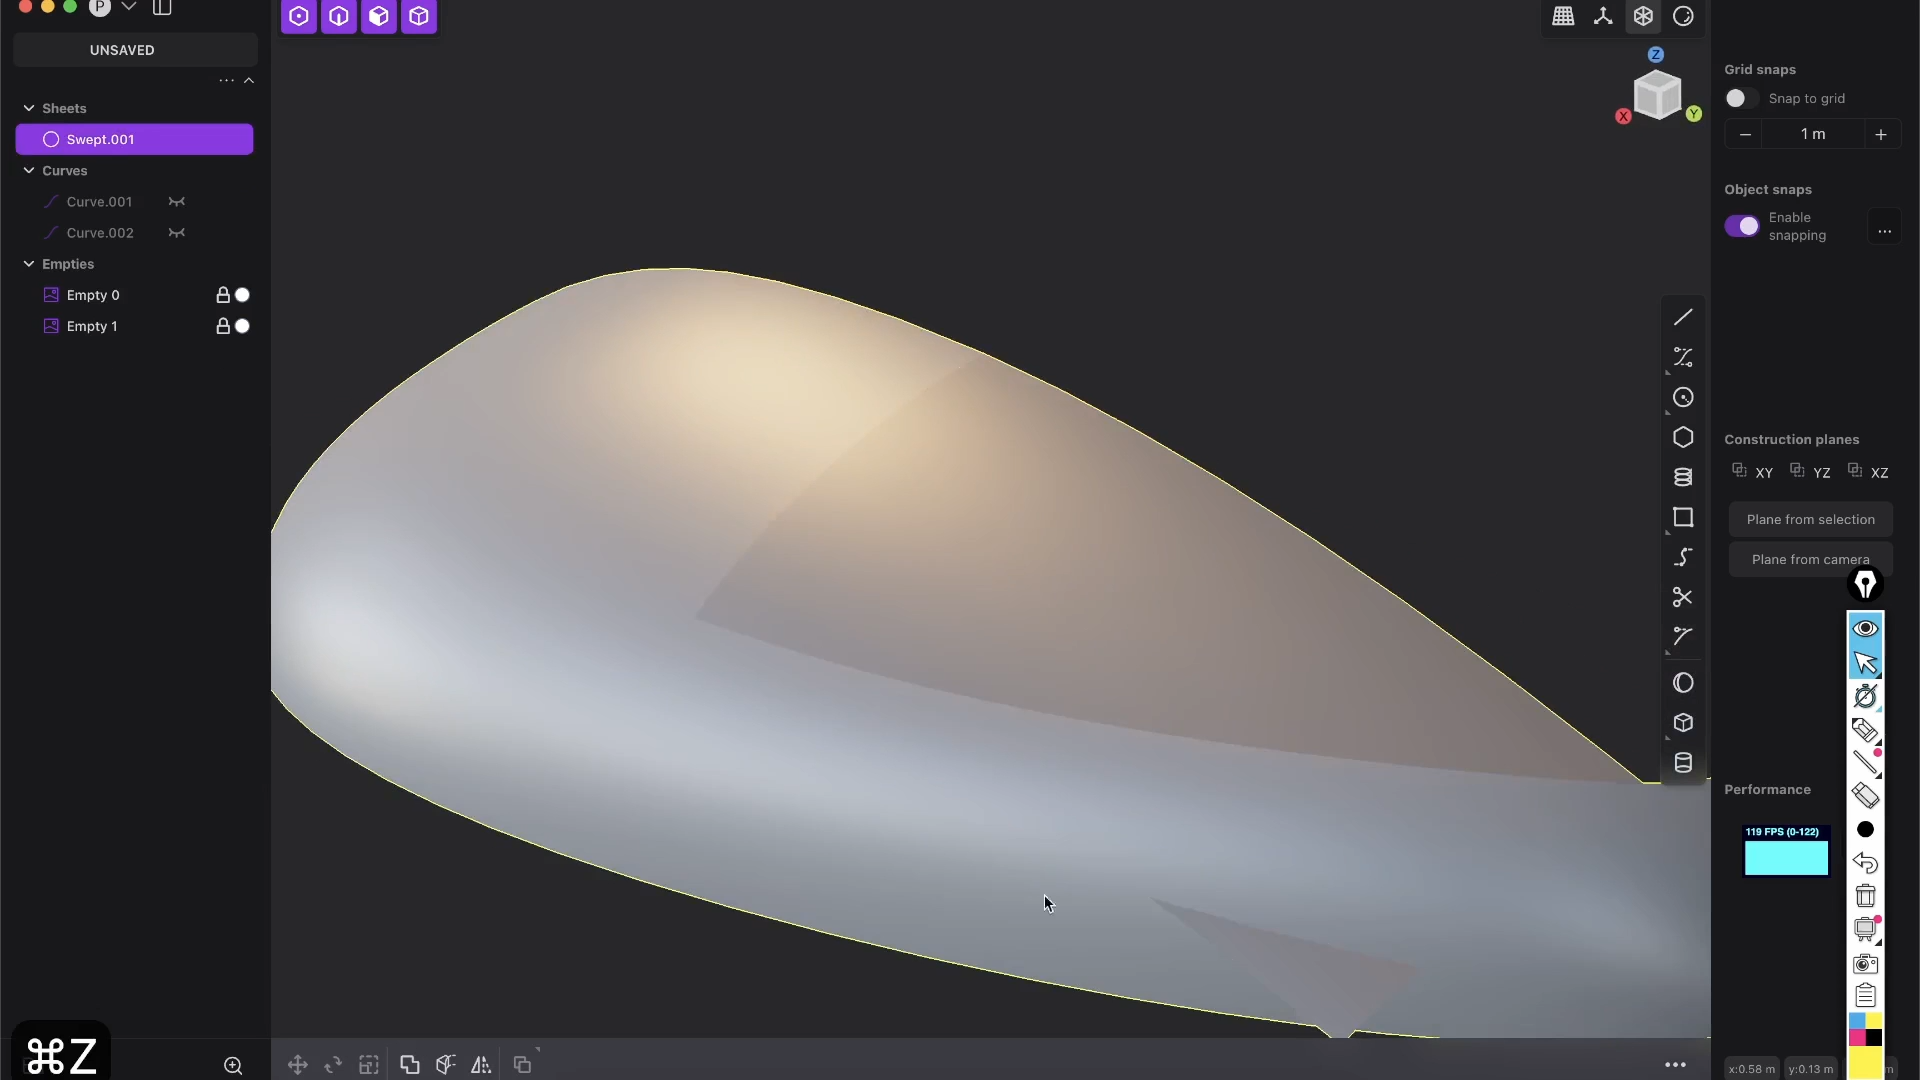 P
UNSAVED
Sheets
Swept.001
Curves
Curve.001
Curve.002
Empties
Empty 0
Empty 1
⌘Z
Z
X
Y
Grid snaps
Snap to grid
1 m
Object snaps
Enable
snapping
...
Construction planes
XY
YZ
XZ
Plane from selection
Plane from camera
Performance
119 FPS (0-122)
x:0.58 m
y:0.13 m
m